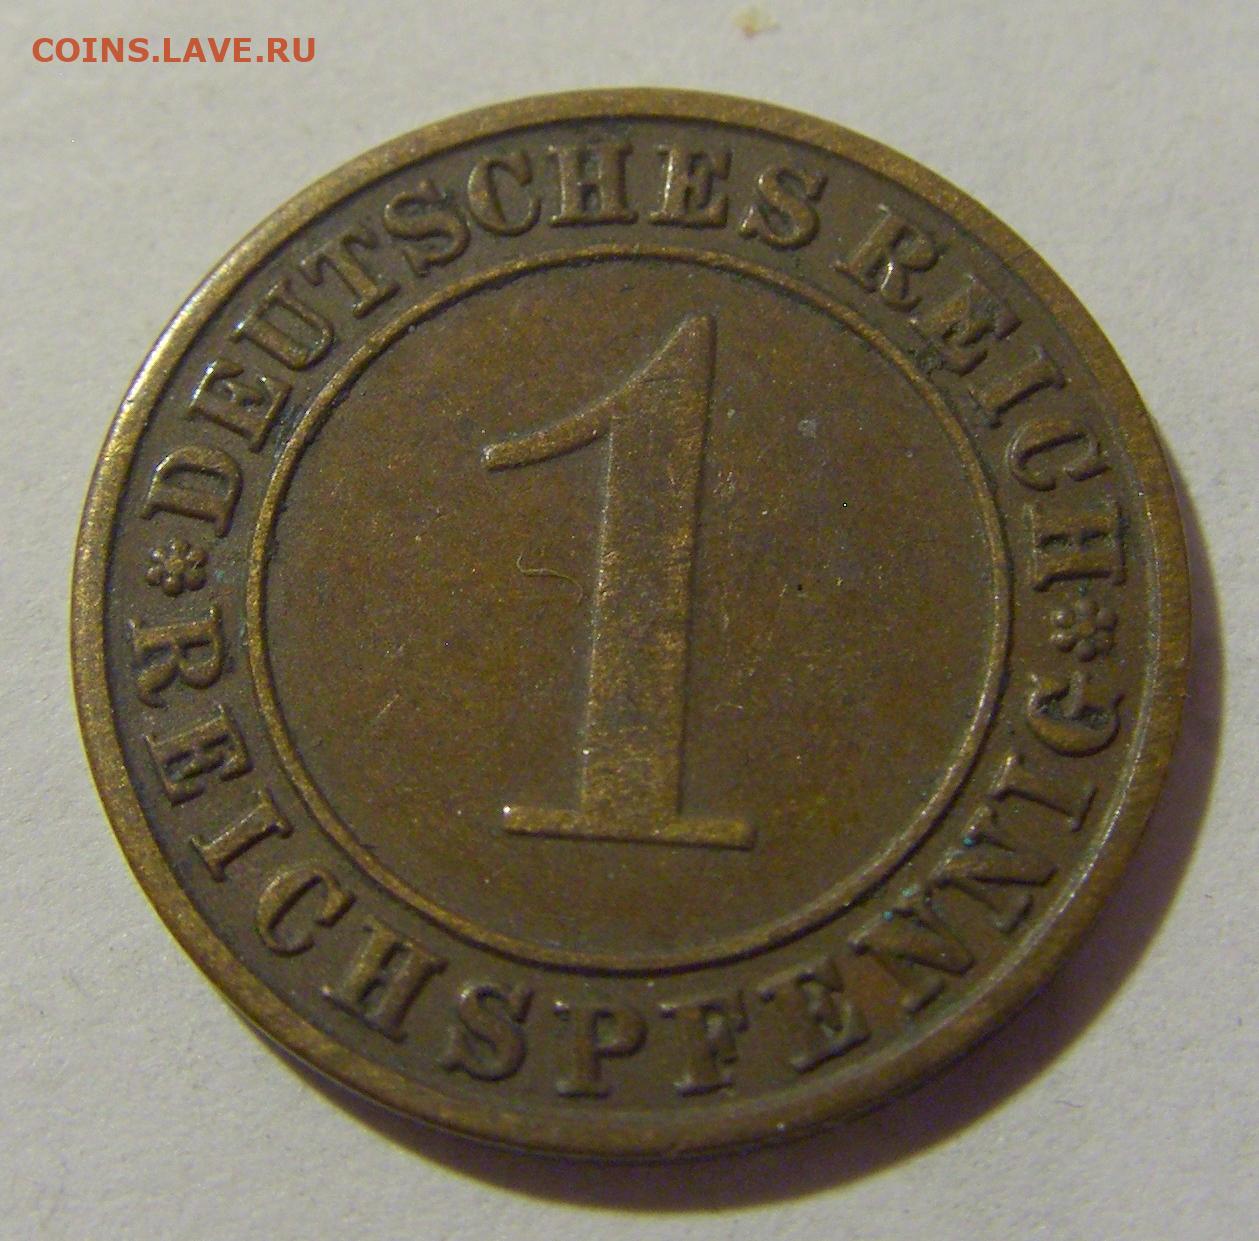 COINS.LAVE.RU
DEUTSCHES REICH
1
REICHSPFENNIG